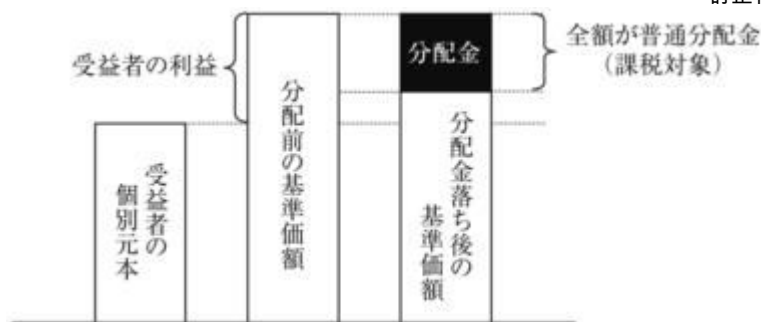 受益者の利益
分配金
全額が普通分配金
(課税対象)
受益者の
個別元本
分配前の基準価額
分配金落ち後の
基準価額